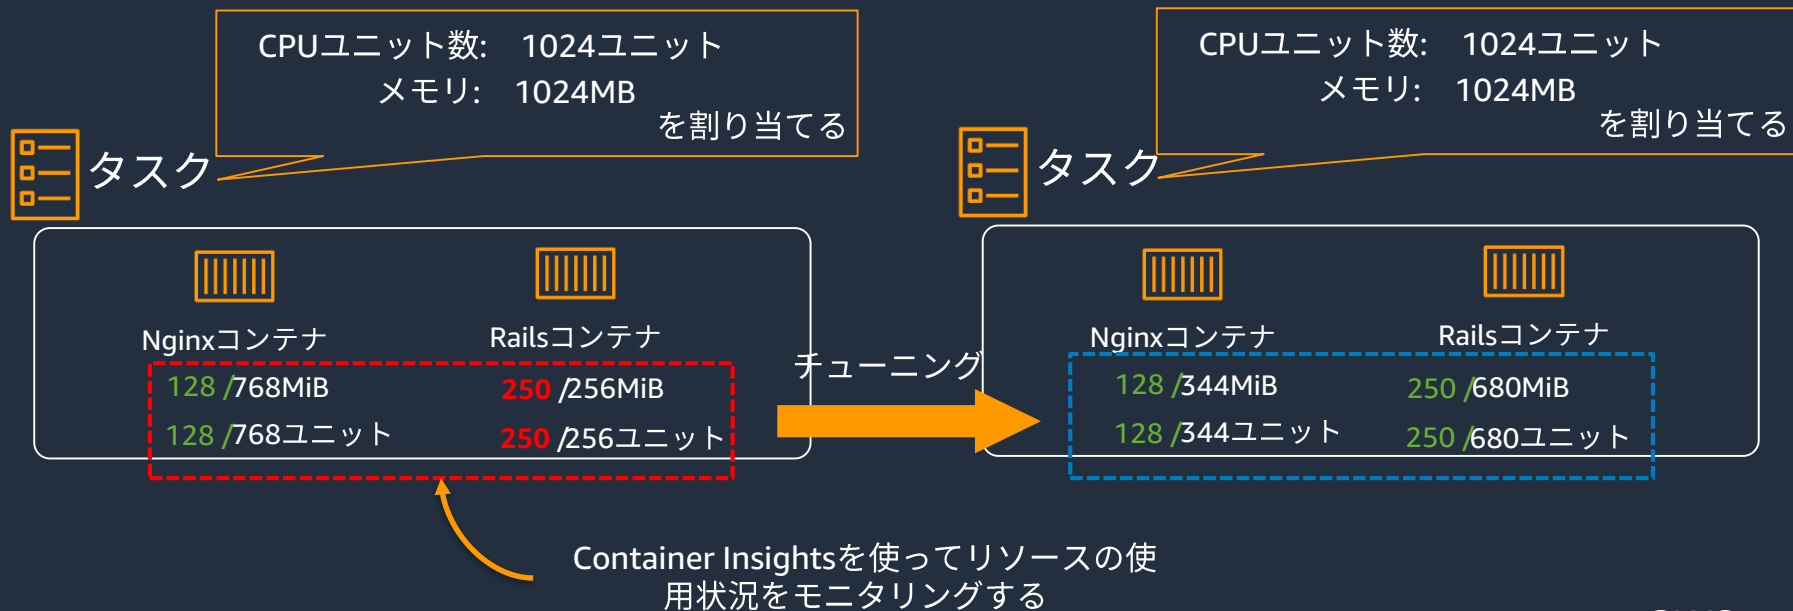 CPUユニット数: 1024ユニット
メモリ: 1024MB
を割り当てる
タスク
Nginxコンテナ
Railsコンテナ
128 /768MiB
250 /256MiB
128 /768ユニット
250 /256ユニット
チューニング
CPUユニット数: 1024ユニット
メモリ: 1024MB
を割り当てる
タスク
Nginxコンテナ
Railsコンテナ
128 /344MiB
250 /680MiB
128 /344ユニット
250 /680ユニット
Container Insightsを使ってリソースの使
用状況をモニタリングする